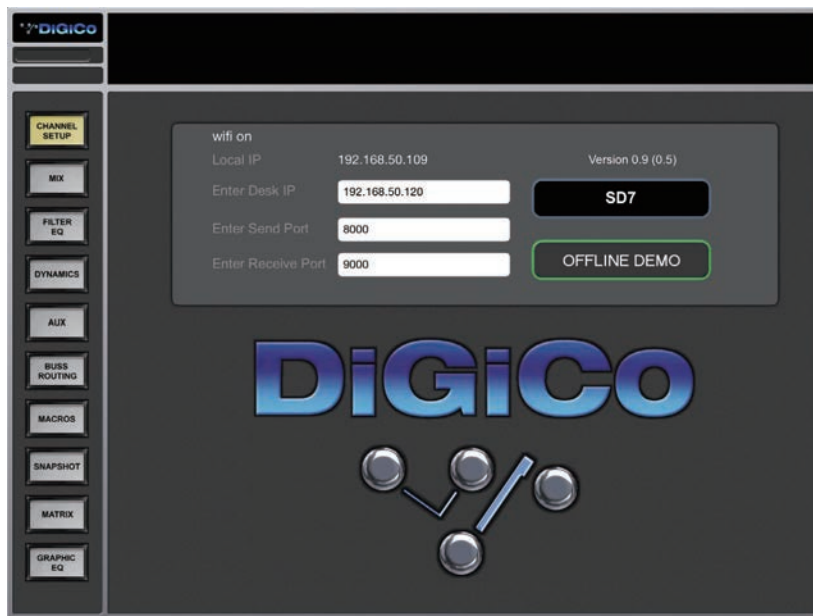 DiGiCo
CHANNEL
SETUP
MIX
FILTER
EQ
DYNAMICS
AUX
BUSS
ROUTING
MACROS
SNAPSHOT
MATRIX
GRAPHIC
EQ
wifi on
Local IP 192.168.50.109 Version 0.9 (0.5)
Enter Desk IP 192.168.50.120 SD7
Enter Send Port 8000
Enter Receive Port 9000 OFFLINE DEMO
DiGiCo